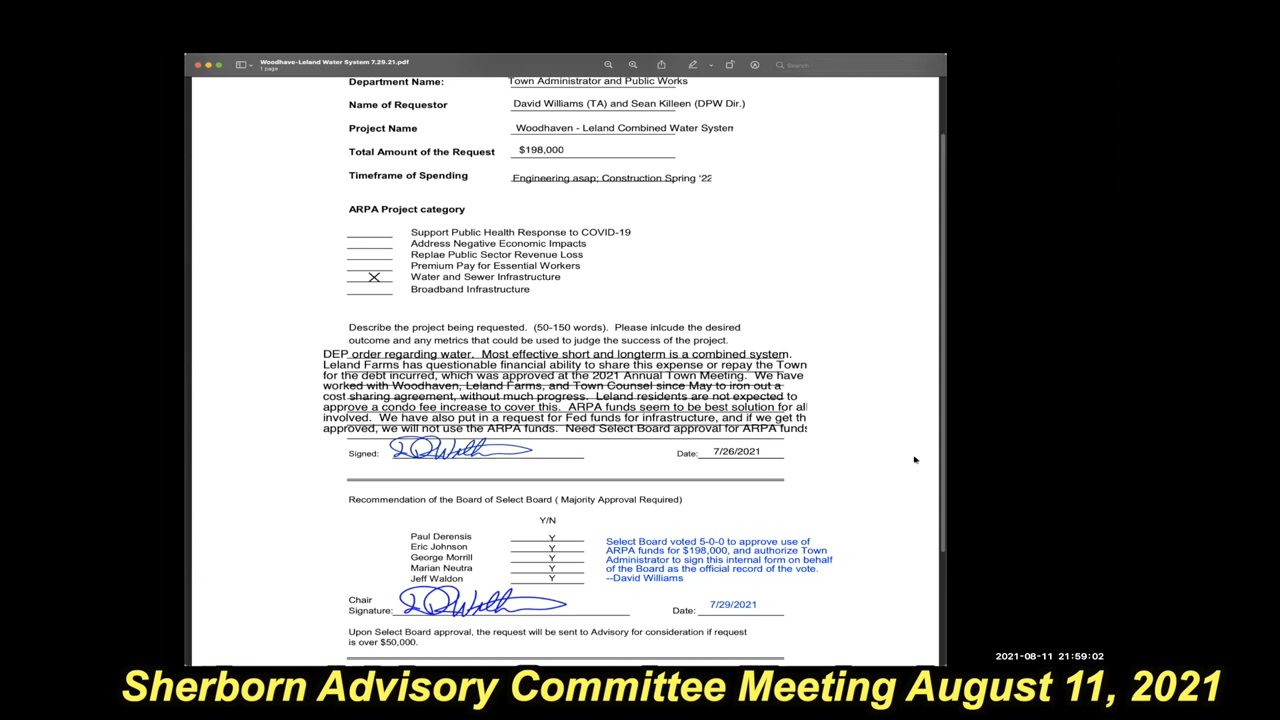 Woodhave-Leland Water System 7.29.21.pdf
1 page
Search
Department Name: Town Administrator and Public Works
Name of Requestor David Williams (TA) and Sean Killeen (DPW Dir.)
Project Name Woodhaven - Leland Combined Water System
Total Amount of the Request $198,000
Timeframe of Spending Engineering asap; Construction Spring '22
ARPA Project category
Support Public Health Response to COVID-19
Address Negative Economic Impacts
Replae Public Sector Revenue Loss
Premium Pay for Essential Workers
X Water and Sewer Infrastructure
Broadband Infrastructure
Describe the project being requested. (50-150 words). Please inlcude the desired
outcome and any metrics that could be used to judge the success of the project.
DEP order regarding water. Most effective short and longterm is a combined system.
Leland Farms has questionable financial ability to share this expense or repay the Town
for the debt incurred, which was approved at the 2021 Annual Town Meeting. We have
worked with Woodhaven, Leland Farms, and Town Counsel since May to iron out a
cost sharing agreement, without much progress. Leland residents are not expected to
approve a condo fee increase to cover this. ARPA funds seem to be best solution for all
involved. We have also put in a request for Fed funds for infrastructure, and if we get th
approved, we will not use the ARPA funds. Need Select Board approval for ARPA funds
Signed: Date: 7/26/2021
Recommendation of the Board of Select Board ( Majority Approval Required)
Y/N
Paul Derensis Y
Eric Johnson Y
George Morrill Y
Marian Neutra Y
Jeff Waldon Y
Select Board voted 5-0-0 to approve use of
ARPA funds for $198,000, and authorize Town
Administrator to sign this internal form on behalf
of the Board as the official record of the vote.
--David Williams
Chair
Signature: Date: 7/29/2021
Upon Select Board approval, the request will be sent to Advisory for consideration if request
is over $50,000.
2021-08-11 21:59:02
Sherborn Advisory Committee Meeting August 11, 2021